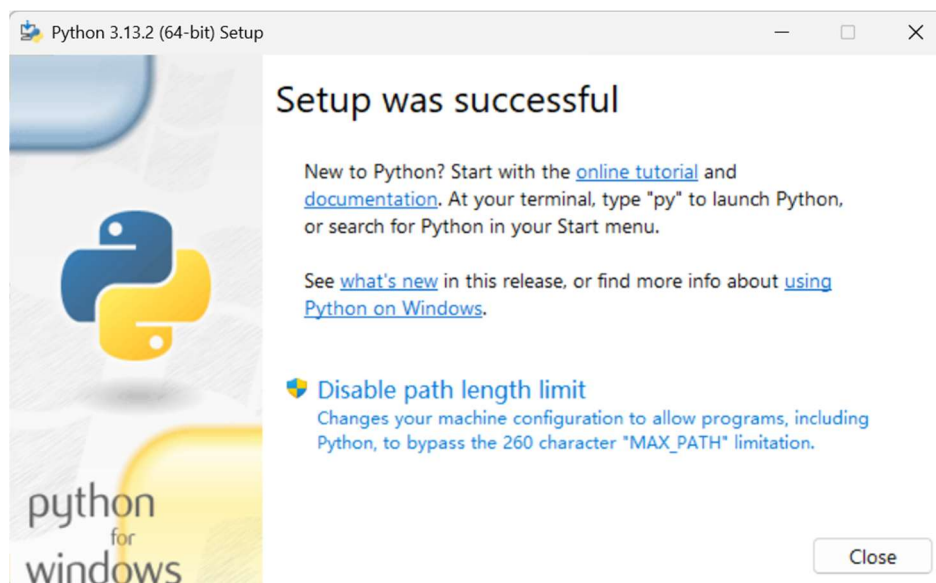 Python 3.13.2 (64-bit) Setup
Setup was successful
New to Python? Start with the online tutorial and
documentation. At your terminal, type "py" to launch Python,
or search for Python in your Start menu.
See what's new in this release, or find more info about using
Python on Windows.
Disable path length limit
Changes your machine configuration to allow programs, including
Python, to bypass the 260 character "MAX_PATH" limitation.
python
for
windows
Close